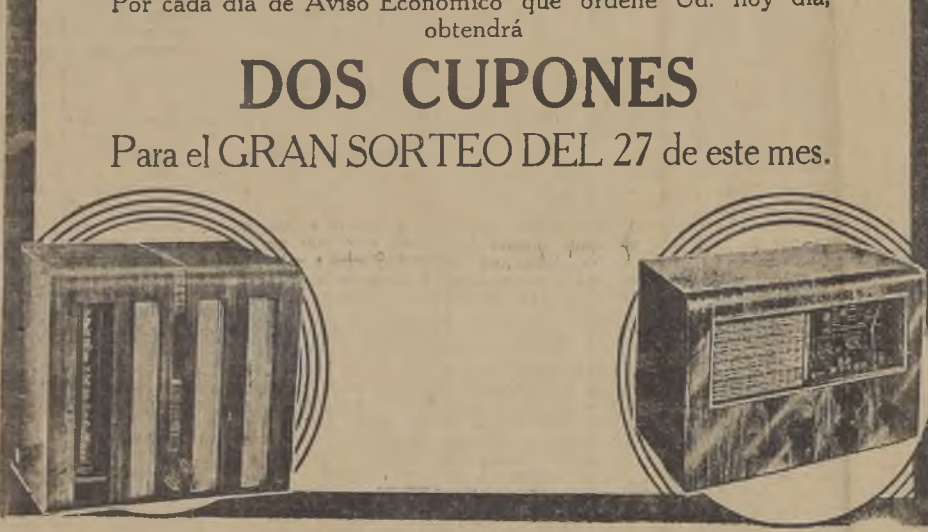 Por cada día de Aviso Económico que ordene Ud. hoy día,
obtendrá
DOS CUPONES
Para el GRAN SORTEO DEL 27 de este mes.